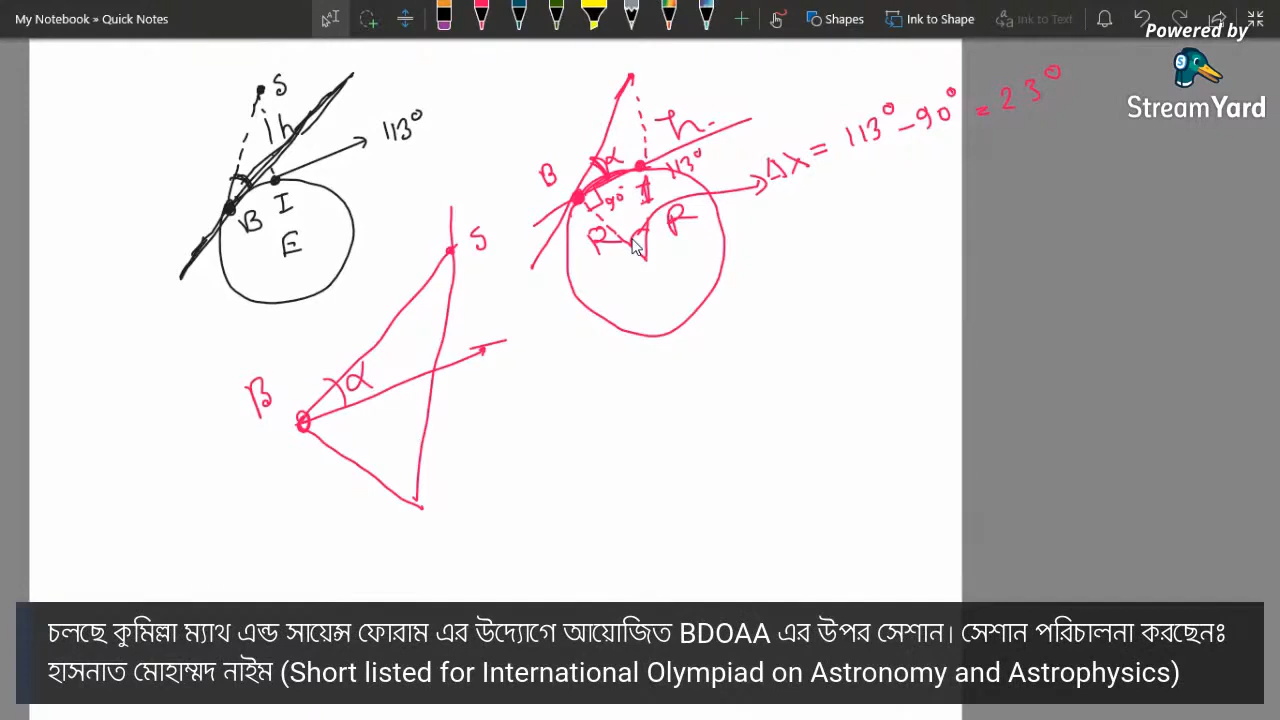 My Notebook » Quick Notes
Shapes
Ink to Shape
Ink to Text
Powered by
StreamYard
S
h
113°
B
I
E
B
α
h
113°
90°
I
R
R
Δλ = 113° - 90° = 23°
S
B
α
চলছে কুমিল্লা ম্যাথ এন্ড সায়েন্স ফোরাম এর উদ্যোগে আয়োজিত BDOAA এর উপর সেশান। সেশান পরিচালনা করছেনঃ
হাসনাত মোহাম্মদ নাইম (Short listed for International Olympiad on Astronomy and Astrophysics)